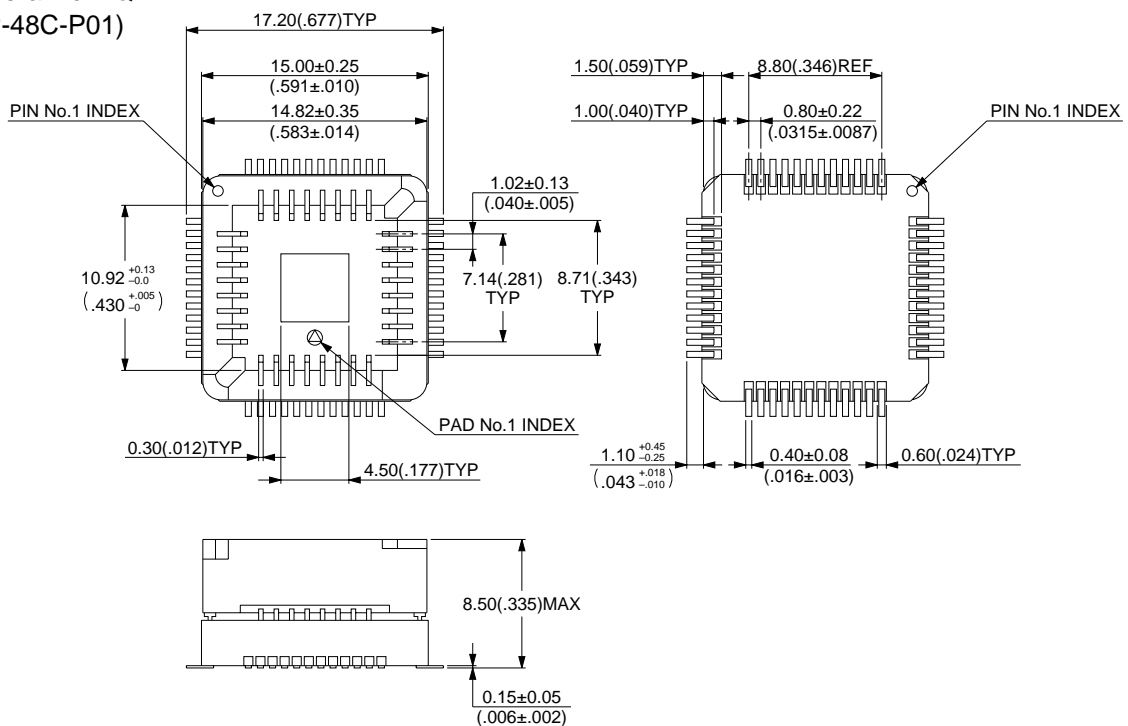 -48C-P01)
17.20(.677)TYP
15.00±0.25
(.591±.010)
14.82±0.35
(.583±.014)
PIN No.1 INDEX
1.02±0.13
(.040±.005)
10.92 +0.13 –0.0
(.430 +.005 –0)
7.14(.281)
TYP
8.71(.343)
TYP
PAD No.1 INDEX
0.30(.012)TYP
4.50(.177)TYP
1.50(.059)TYP
8.80(.346)REF
1.00(.040)TYP
0.80±0.22
(.0315±.0087)
PIN No.1 INDEX
1.10 +0.45 –0.25
(.043 +.018 –.010)
0.40±0.08
(.016±.003)
0.60(.024)TYP
8.50(.335)MAX
0.15±0.05
(.006±.002)